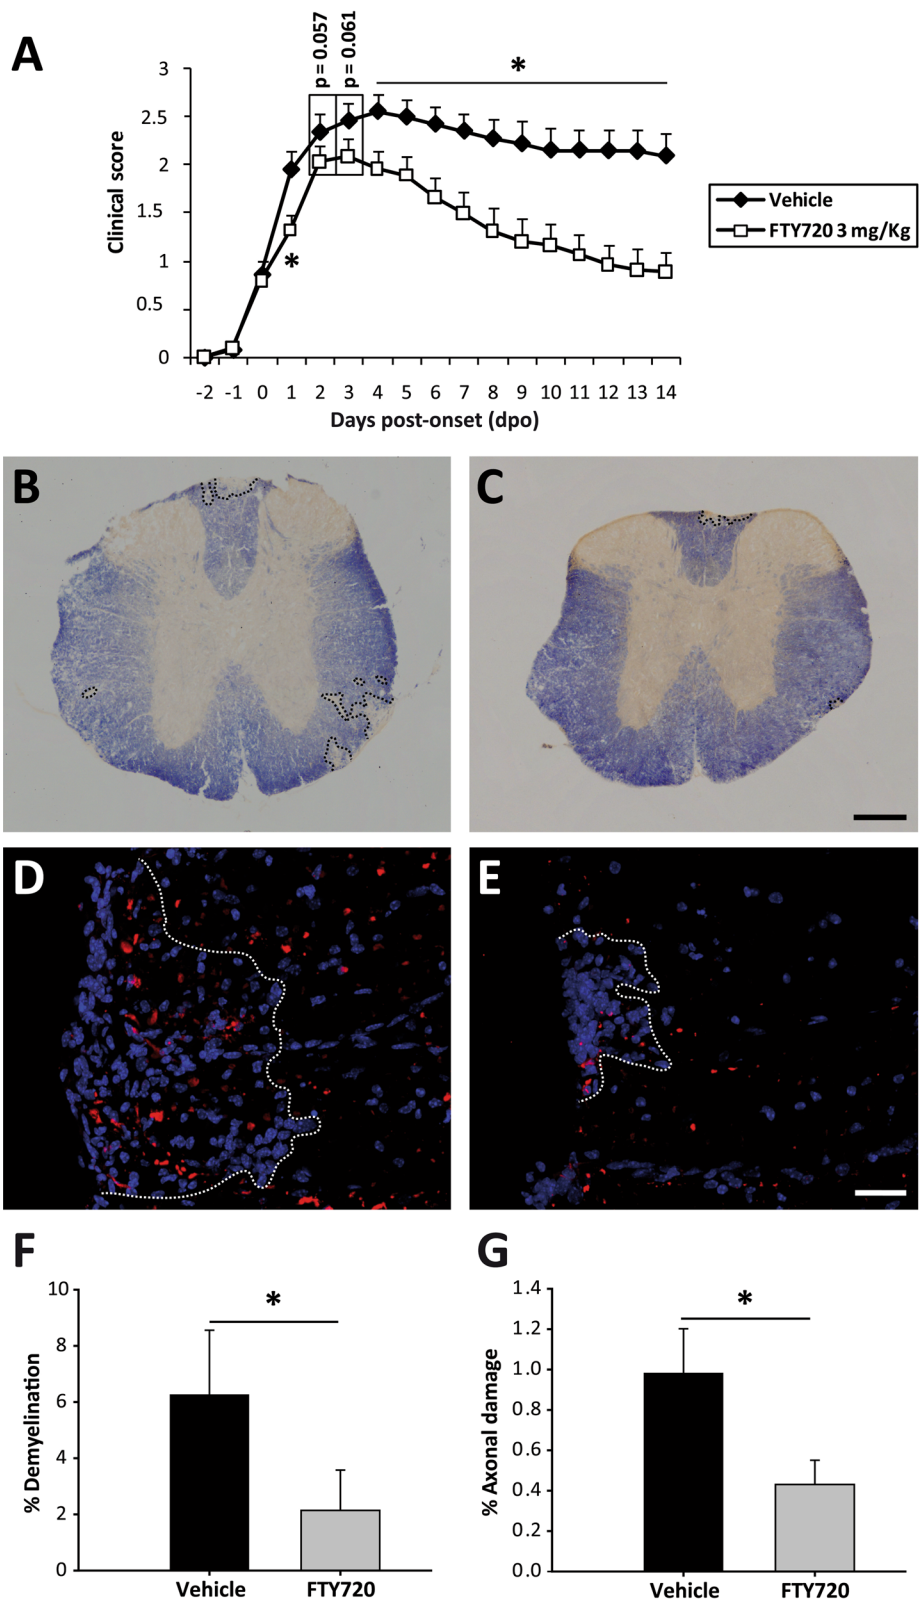 A
p = 0.057
p = 0.061
*
3
2.5
2
1.5
1
0.5
0
Clinical score
*
-2 -1 0 1 2 3 4 5 6 7 8 9 10 11 12 13 14
Days post-onset (dpo)
Vehicle
FTY720 3 mg/Kg
B
C
D
E
F
10
8
6
4
2
0
% Demyelination
*
Vehicle FTY720
G
1.4
1.2
1.0
0.8
0.6
0.4
0.2
0.0
% Axonal damage
*
Vehicle FTY720